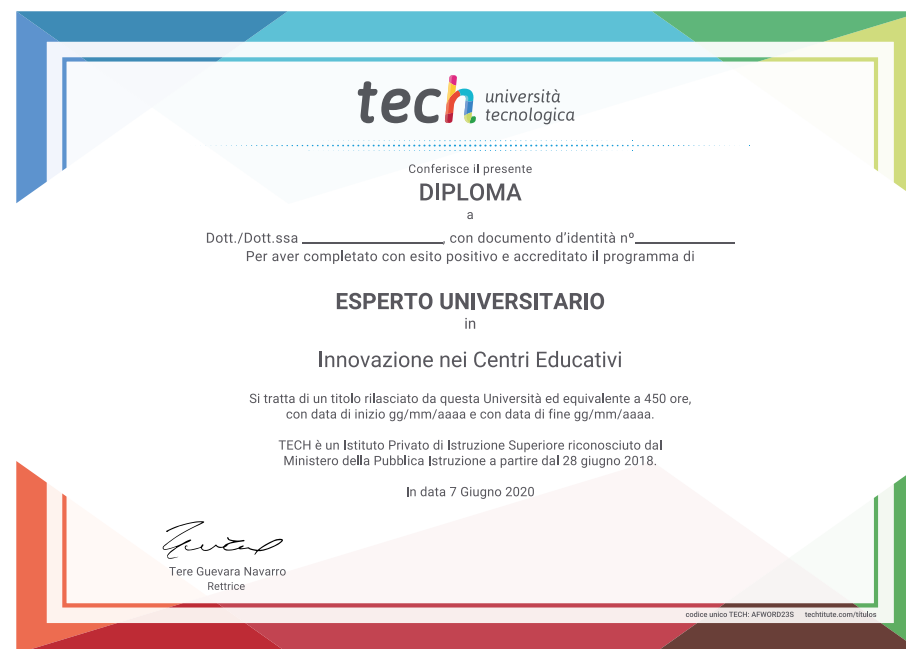 tech università
tecnologica
Conferisce il presente
DIPLOMA
a
Dott./Dott.ssa ____________________, con documento d'identità nº______________
Per aver completato con esito positivo e accreditato il programma di
ESPERTO UNIVERSITARIO
in
Innovazione nei Centri Educativi
Si tratta di un titolo rilasciato da questa Università ed equivalente a 450 ore,
con data di inizio gg/mm/aaaa e con data di fine gg/mm/aaaa.
TECH è un Istituto Privato di Istruzione Superiore riconosciuto dal
Ministero della Pubblica Istruzione a partire dal 28 giugno 2018.
In data 7 Giugno 2020
Tere Guevara Navarro
Rettrice
codice unico TECH: AFWORD23S techtitute.com/titulos